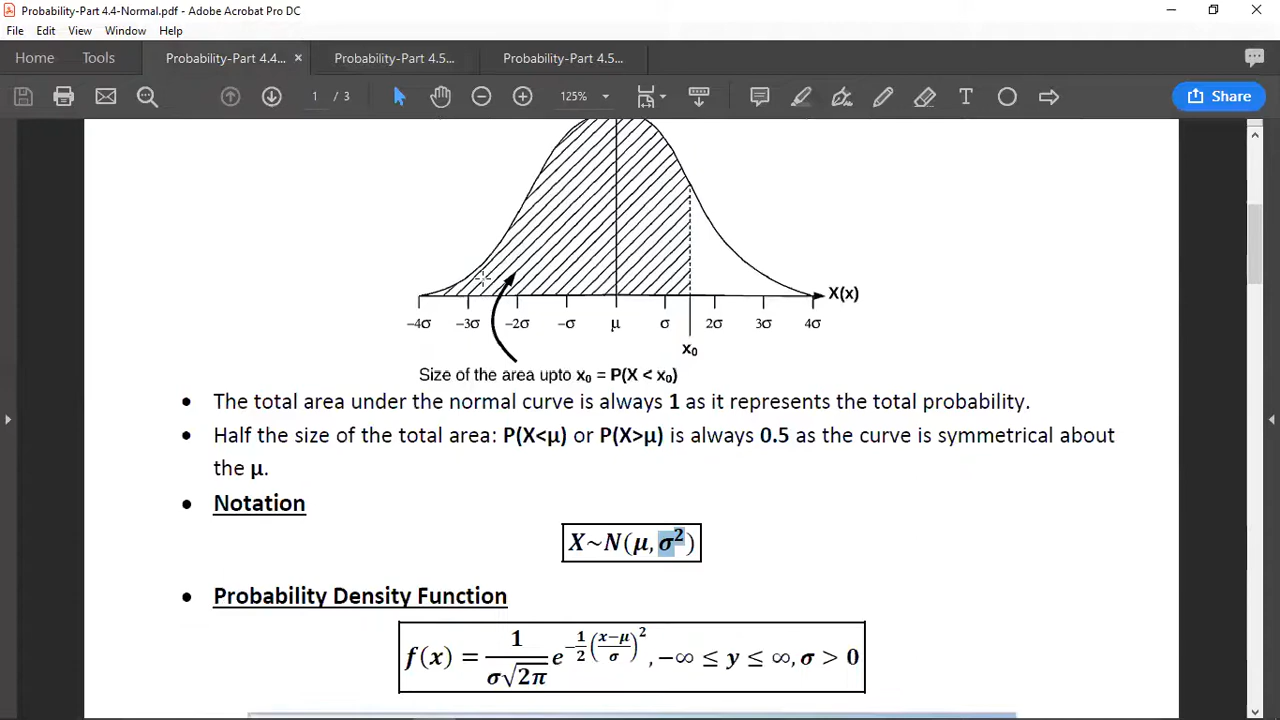 Probability-Part 4.4-Normal.pdf - Adobe Acrobat Pro DC
File Edit View Window Help
Home Tools Probability-Part 4.4... × Probability-Part 4.5... Probability-Part 4.5...
1 / 3 125% Share
X(x)
−4σ −3σ −2σ −σ μ σ 2σ 3σ 4σ
x₀
Size of the area upto x₀ = P(X < x₀)
• The total area under the normal curve is always 1 as it represents the total probability.
• Half the size of the total area: P(X<μ) or P(X>μ) is always 0.5 as the curve is symmetrical about
the μ.
• Notation
X~N(μ, σ²)
• Probability Density Function
f(x) = 1/(σ√2π) e^(−1/2((x−μ)/σ)²), −∞ ≤ y ≤ ∞, σ > 0